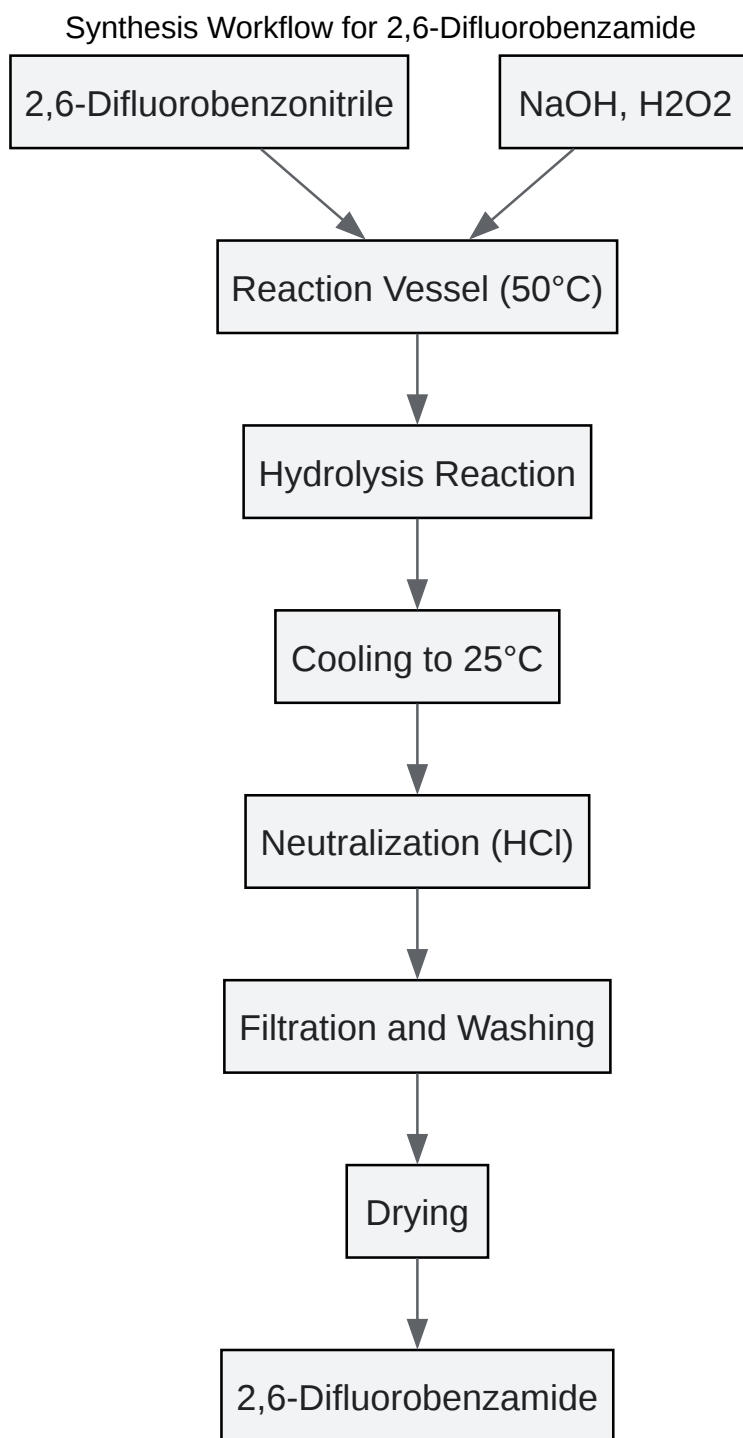 Synthesis Workflow for 2,6-Difluorobenzamide
2,6-Difluorobenzonitrile
NaOH, H2O2
Reaction Vessel (50°C)
Hydrolysis Reaction
Cooling to 25°C
Neutralization (HCl)
Filtration and Washing
Drying
2,6-Difluorobenzamide